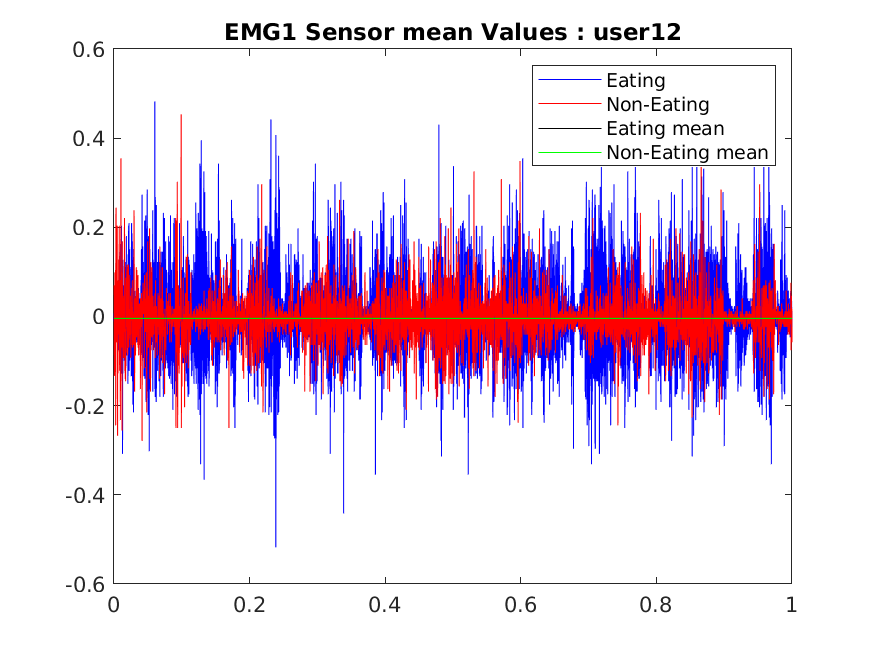 EMG1 Sensor mean Values : user12
0.6
Eating
Non-Eating
Eating mean
Non-Eating mean
0.4
0.2
0
-0.2
-0.4
-0.6
0 0.2 0.4 0.6 0.8 1